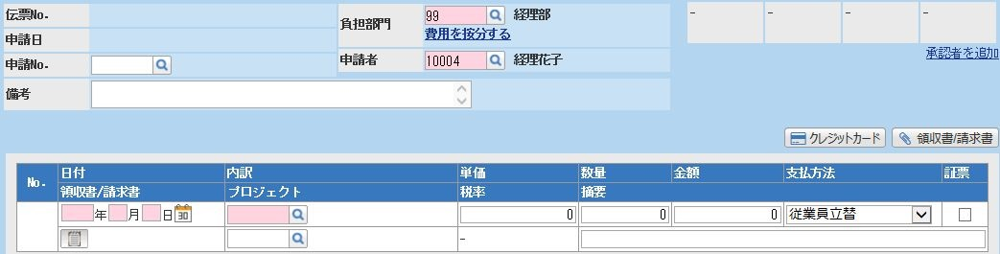 伝票No. 負担部門 99 経理部 - - - -
費用を按分する
申請日
申請No. 申請者 10004 経理花子 承認者を追加
備考
クレジットカード 領収書/請求書
No. 日付 内訳 単価 数量 金額 支払方法 証票
領収書/請求書 プロジェクト 税率 摘要
年 月 日 30 0 0 0 従業員立替
-